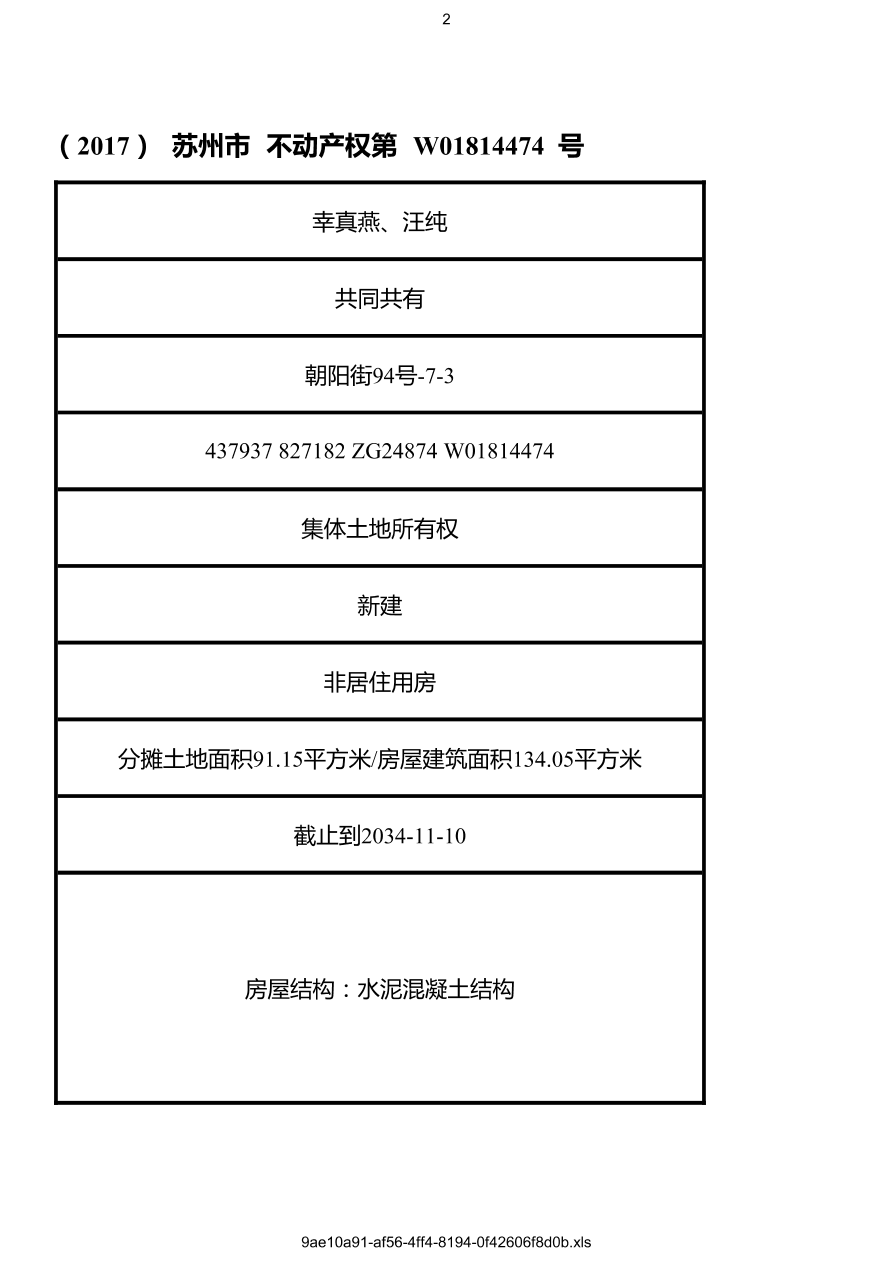 2
（2017） 苏州市 不动产权第 W01814474 号
幸真燕、汪纯
共同共有
朝阳街94号-7-3
437937 827182 ZG24874 W01814474
集体土地所有权
新建
非居住用房
分摊土地面积91.15平方米/房屋建筑面积134.05平方米
截止到2034-11-10
房屋结构：水泥混凝土结构
9ae10a91-af56-4ff4-8194-0f42606f8d0b.xls